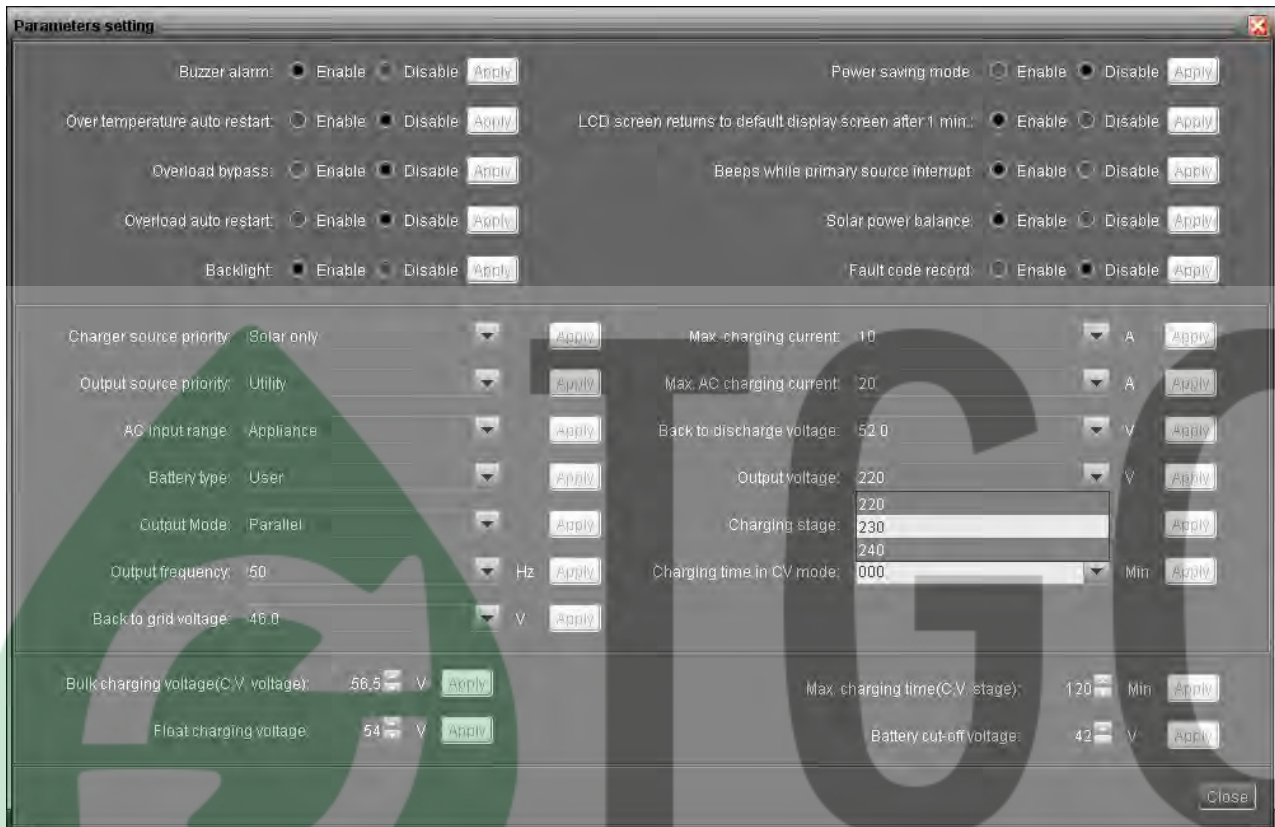 Parameters setting
Buzzer alarm: Enable Disable Apply Power saving mode: Enable Disable Apply
Over temperature auto restart: Enable Disable Apply LCD screen returns to default display screen after 1 min.: Enable Disable Apply
Overload bypass: Enable Disable Apply Beeps while primary source interrupt: Enable Disable Apply
Overload auto restart: Enable Disable Apply Solar power balance: Enable Disable Apply
Backlight: Enable Disable Apply Fault code record: Enable Disable Apply
Charger source priority: Solar only Apply Max. charging current: 10 A Apply
Output source priority: Utility Apply Max. AC charging current: 20 A Apply
AC input range: Appliance Apply Back to discharge voltage: 52.0 V Apply
Battery type: User Apply Output voltage: 220 V Apply
220
Output Mode: Parallel Apply Charging stage: 230 Apply
240
Output frequency: 50 Hz Apply Charging time in CV mode: 000 Min Apply
Back to grid voltage: 46.0 V Apply
Bulk charging voltage(C.V. voltage): 56.5 V Apply Max. charging time(C.V. stage): 120 Min Apply
Float charging voltage: 54 V Apply Battery cut-off voltage: 42 V Apply
Close
TGO